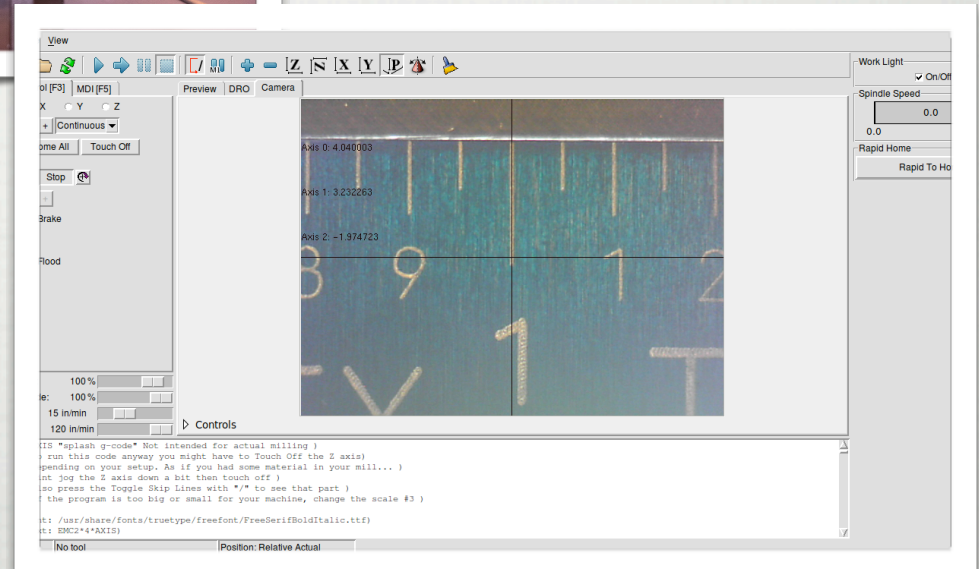 View
Z N X Y P
ol [F3] MDI [F5] Preview DRO Camera
X Y Z
+ Continuous
ome All Touch Off
Stop
+
Brake
Flood
100 %
le: 100 %
15 in/min
120 in/min
Axis 0: 4.040003
Axis 1: 3.232263
Axis 2: -1.974723
8 9 1 2
1
Y T
Controls
Work Light
On/Off
Spindle Speed
0.0
0.0
Rapid Home
Rapid To Ho
XIS "splash g-code" Not intended for actual milling )
o run this code anyway you might have to Touch Off the Z axis)
epending on your setup. As if you had some material in your mill... )
int jog the Z axis down a bit then touch off )
lso press the Toggle Skip Lines with "/" to see that part )
f the program is too big or small for your machine, change the scale #3 )
nt: /usr/share/fonts/truetype/freefont/FreeSerifBoldItalic.ttf)
xt: EMC2*4*AXIS)
No tool Position: Relative Actual